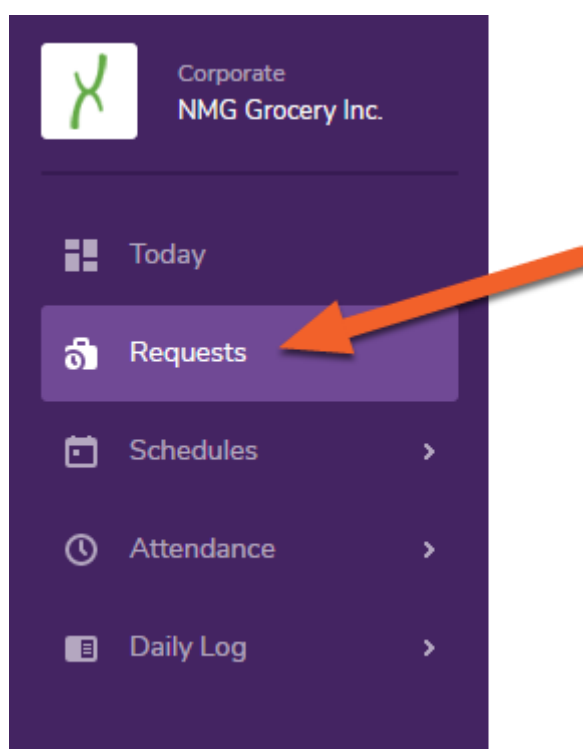 Corporate
NMG Grocery Inc.
Today
Requests
Schedules
Attendance
Daily Log